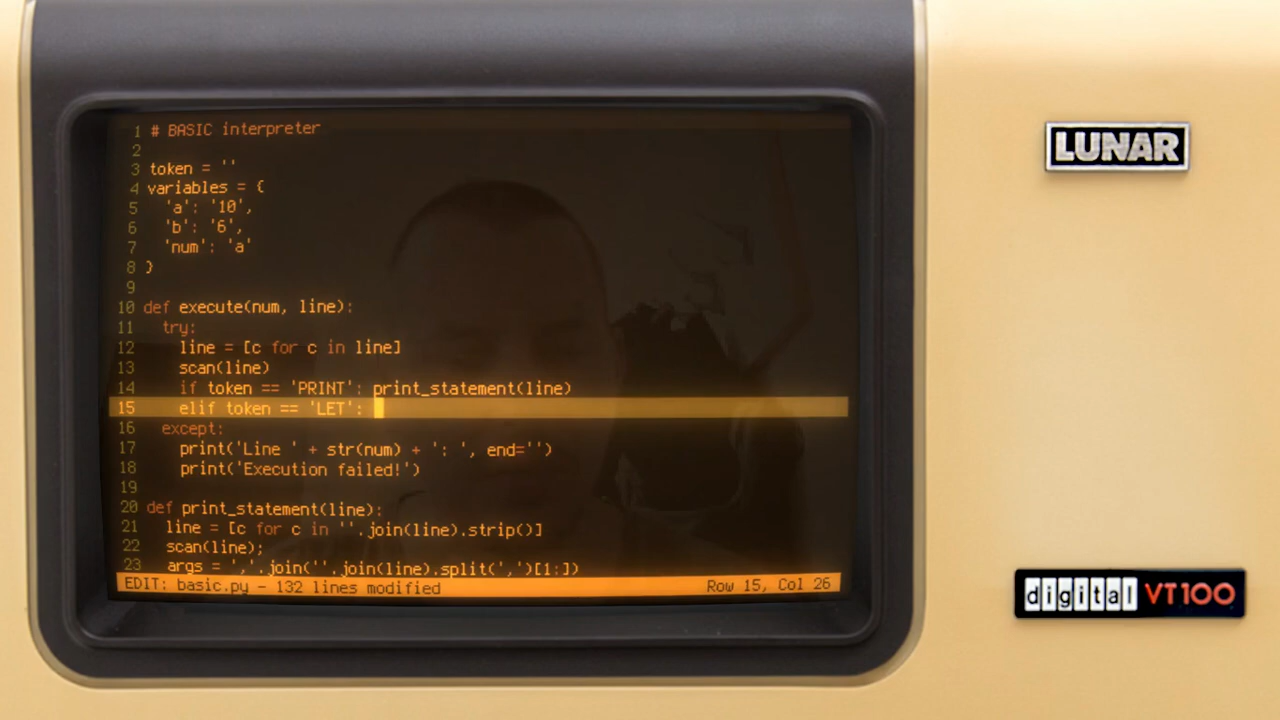 1 # BASIC interpreter
2
3 token = ''
4 variables = {
5   'a': '10',
6   'b': '6',
7   'num': 'a'
8 }
9
10 def execute(num, line):
11   try:
12     line = [c for c in line]
13     scan(line)
14     if token == 'PRINT': print_statement(line)
15     elif token == 'LET':
16   except:
17     print('Line ' + str(num) + ': ', end='')
18     print('Execution failed!')
19
20 def print_statement(line):
21   line = [c for c in ''.join(line).strip()]
22   scan(line);
23   args = ','.join(''.join(line).split(',')[1:])
EDIT: basic.py - 132 lines modified Row 15, Col 26
LUNAR
digital VT100